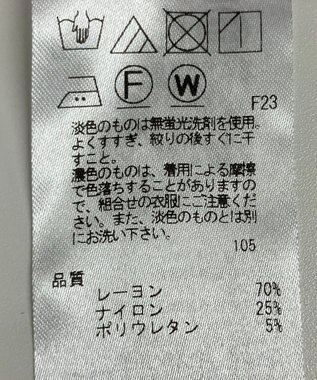 F W F23
淡色のものは無蛍光洗剤を使用。
よくすすぎ、絞りの後すぐに干
すこと。
濃色のものは、着用による摩擦
で色落ちすることがありますの
で、組合せの衣服にご注意くだ
さい。また、淡色のものとは別
にお洗い下さい。
105
品質
レーヨン 70%
ナイロン 25%
ポリウレタン 5%